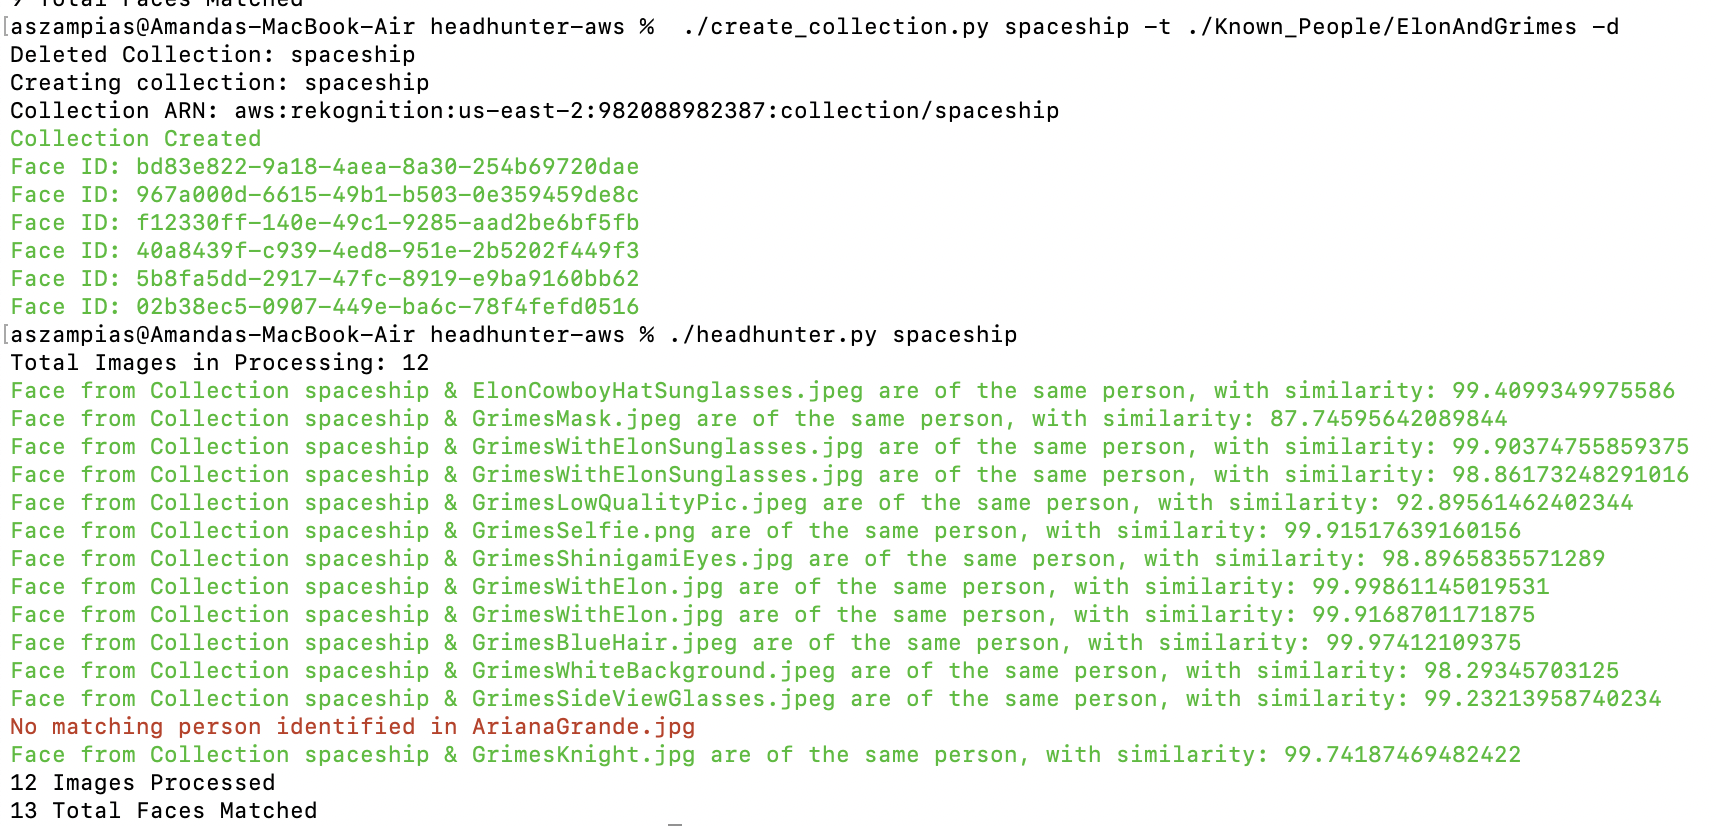 9 Total Faces Matched
[aszampias@Amandas-MacBook-Air headhunter-aws %  ./create_collection.py spaceship -t ./Known_People/ElonAndGrimes -d
Deleted Collection: spaceship
Creating collection: spaceship
Collection ARN: aws:rekognition:us-east-2:982088982387:collection/spaceship
Collection Created
Face ID: bd83e822-9a18-4aea-8a30-254b69720dae
Face ID: 967a000d-6615-49b1-b503-0e359459de8c
Face ID: f12330ff-140e-49c1-9285-aad2be6bf5fb
Face ID: 40a8439f-c939-4ed8-951e-2b5202f449f3
Face ID: 5b8fa5dd-2917-47fc-8919-e9ba9160bb62
Face ID: 02b38ec5-0907-449e-ba6c-78f4fefd0516
[aszampias@Amandas-MacBook-Air headhunter-aws % ./headhunter.py spaceship
Total Images in Processing: 12
Face from Collection spaceship & ElonCowboyHatSunglasses.jpeg are of the same person, with similarity: 99.4099349975586
Face from Collection spaceship & GrimesMask.jpeg are of the same person, with similarity: 87.74595642089844
Face from Collection spaceship & GrimesWithElonSunglasses.jpg are of the same person, with similarity: 99.90374755859375
Face from Collection spaceship & GrimesWithElonSunglasses.jpg are of the same person, with similarity: 98.86173248291016
Face from Collection spaceship & GrimesLowQualityPic.jpeg are of the same person, with similarity: 92.89561462402344
Face from Collection spaceship & GrimesSelfie.png are of the same person, with similarity: 99.91517639160156
Face from Collection spaceship & GrimesShinigamiEyes.jpg are of the same person, with similarity: 98.8965835571289
Face from Collection spaceship & GrimesWithElon.jpg are of the same person, with similarity: 99.99861145019531
Face from Collection spaceship & GrimesWithElon.jpg are of the same person, with similarity: 99.9168701171875
Face from Collection spaceship & GrimesBlueHair.jpeg are of the same person, with similarity: 99.97412109375
Face from Collection spaceship & GrimesWhiteBackground.jpeg are of the same person, with similarity: 98.29345703125
Face from Collection spaceship & GrimesSideViewGlasses.jpeg are of the same person, with similarity: 99.23213958740234
No matching person identified in ArianaGrande.jpg
Face from Collection spaceship & GrimesKnight.jpg are of the same person, with similarity: 99.74187469482422
12 Images Processed
13 Total Faces Matched